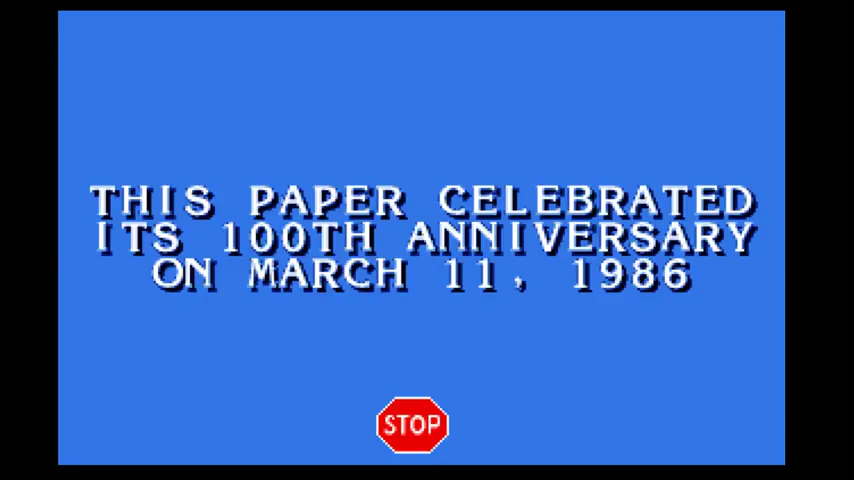 THIS PAPER CELEBRATED
ITS 100TH ANNIVERSARY
ON MARCH 11, 1986
STOP